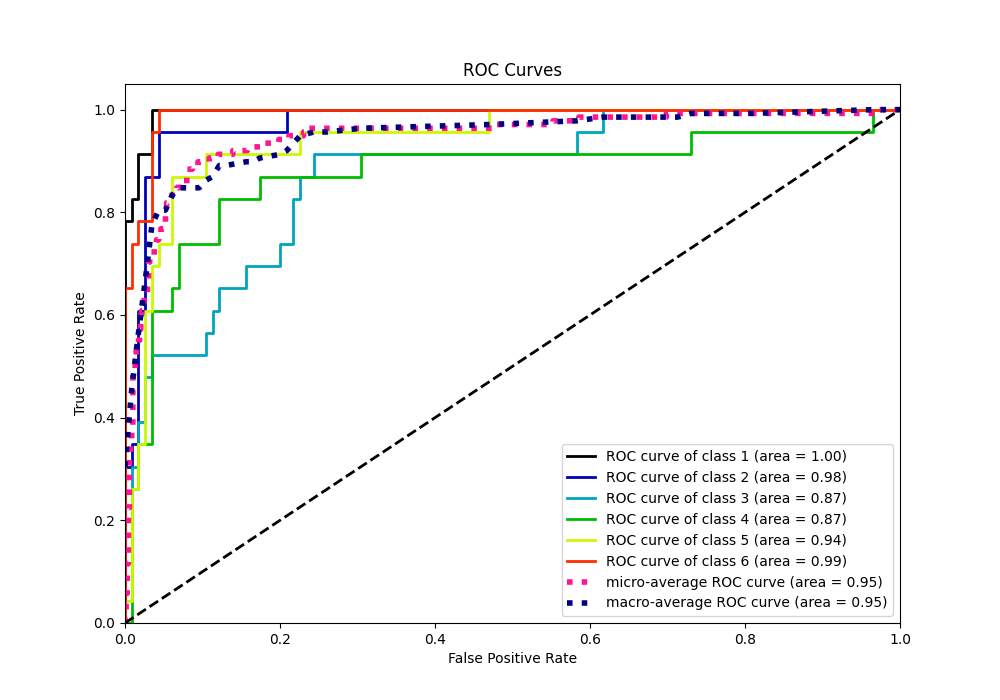 ROC Curves
True Positive Rate
1.0
0.8
0.6
0.4
0.2
0.0
0.0 0.2 0.4 0.6 0.8 1.0
False Positive Rate
ROC curve of class 1 (area = 1.00)
ROC curve of class 2 (area = 0.98)
ROC curve of class 3 (area = 0.87)
ROC curve of class 4 (area = 0.87)
ROC curve of class 5 (area = 0.94)
ROC curve of class 6 (area = 0.99)
micro-average ROC curve (area = 0.95)
macro-average ROC curve (area = 0.95)